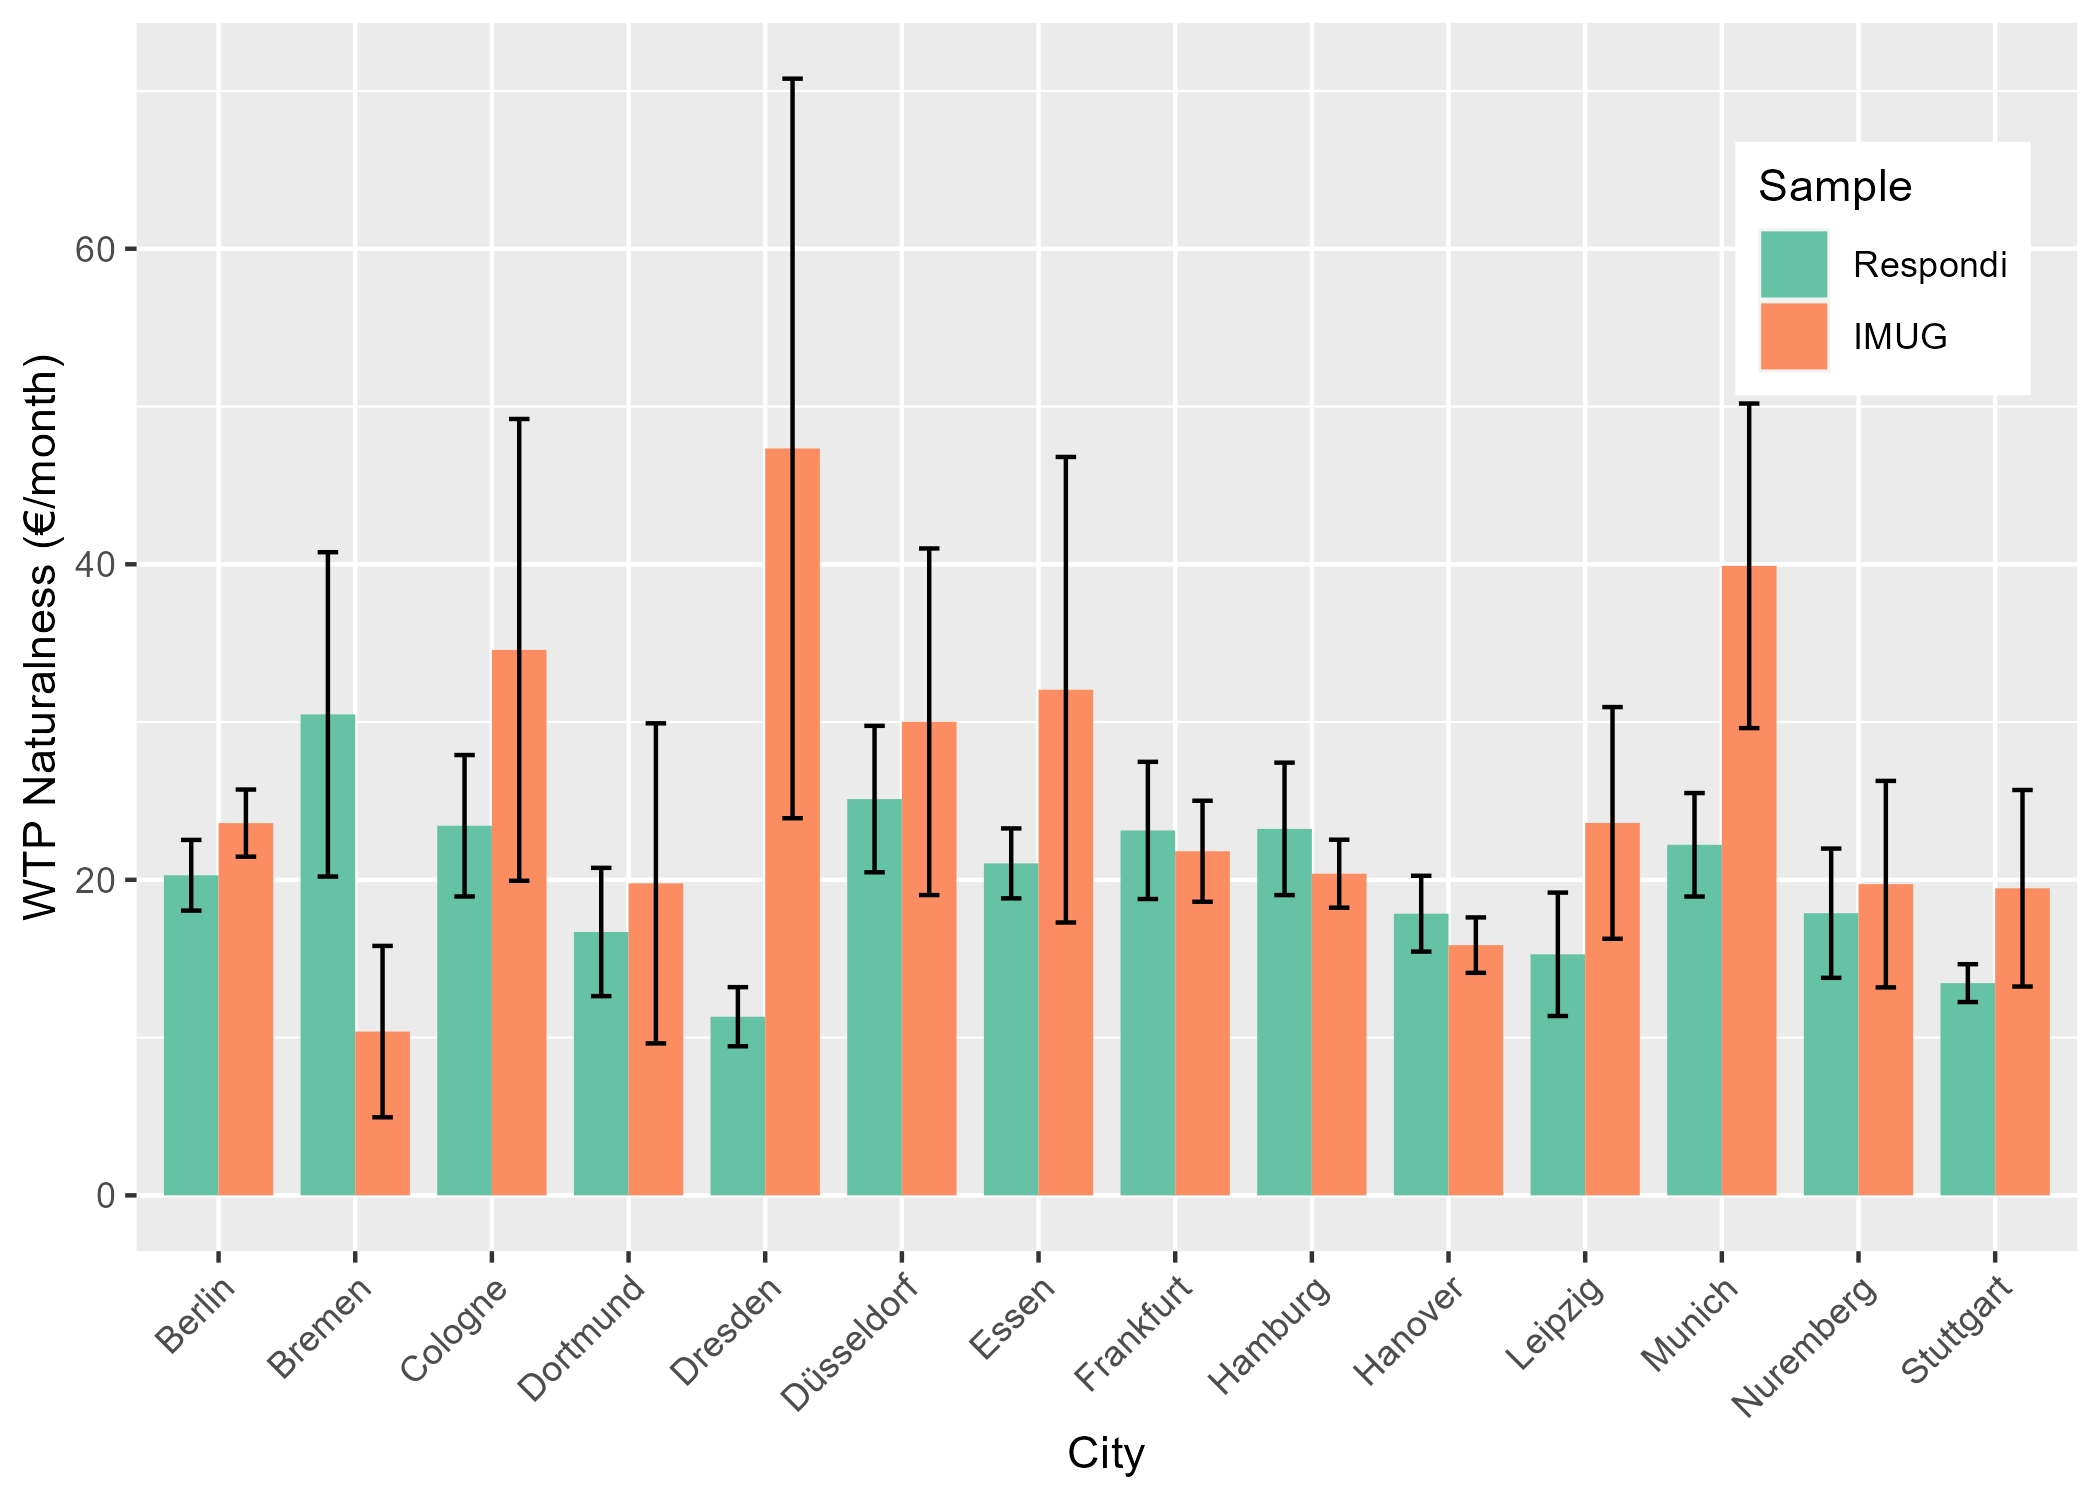 WTP Naturalness (€/month)
60
40
20
0
Sample
Respondi
IMUG
Berlin
Bremen
Cologne
Dortmund
Dresden
Düsseldorf
Essen
Frankfurt
Hamburg
Hanover
Leipzig
Munich
Nuremberg
Stuttgart
City